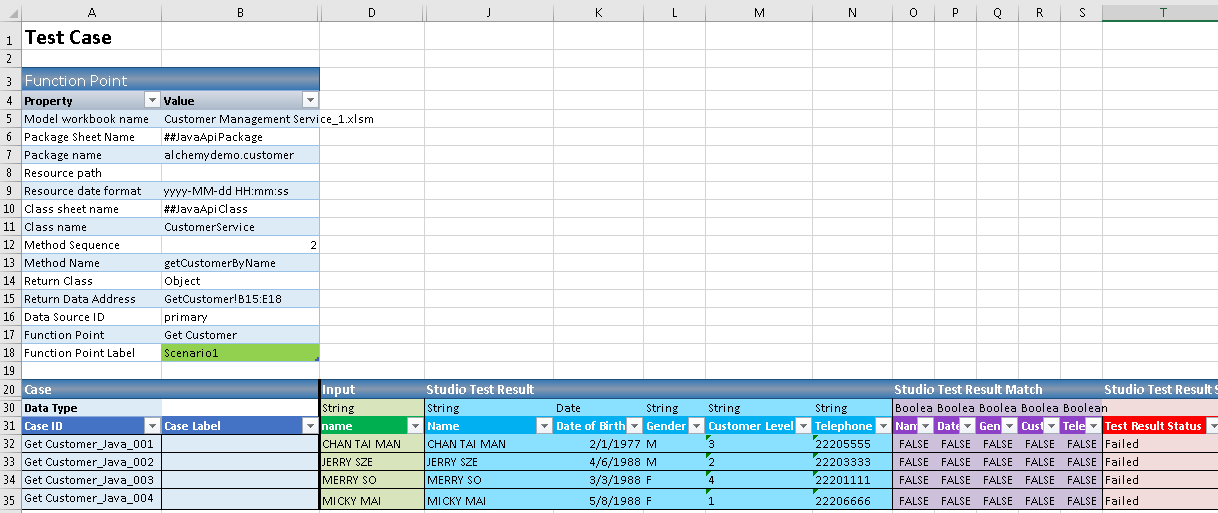 A B D J K L M N O P Q R S T
1 Test Case
2
3 Function Point
4 Property Value
5 Model workbook name Customer Management Service_1.xlsm
6 Package Sheet Name ##JavaApiPackage
7 Package name alchemydemo.customer
8 Resource path
9 Resource date format yyyy-MM-dd HH:mm:ss
10 Class sheet name ##JavaApiClass
11 Class name CustomerService
12 Method Sequence 2
13 Method Name getCustomerByName
14 Return Class Object
15 Return Data Address GetCustomer!B15:E18
16 Data Source ID primary
17 Function Point Get Customer
18 Function Point Label Scenario1
19
20 Case Input Studio Test Result Studio Test Result Match Studio Test Result S
30 Data Type String String Date String String String Boolea Boolea Boolea Boolea Boolean
31 Case ID Case Label name Name Date of Birth Gender Customer Level Telephone Nam Date Gen Cust Tele Test Result Status
32 Get Customer_Java_001 CHAN TAI MAN CHAN TAI MAN 2/1/1977 M 3 22205555 FALSE FALSE FALSE FALSE FALSE Failed
33 Get Customer_Java_002 JERRY SZE JERRY SZE 4/6/1988 M 2 22203333 FALSE FALSE FALSE FALSE FALSE Failed
34 Get Customer_Java_003 MERRY SO MERRY SO 3/3/1988 F 4 22201111 FALSE FALSE FALSE FALSE FALSE Failed
35 Get Customer_Java_004 MICKY MAI MICKY MAI 5/8/1988 F 1 22206666 FALSE FALSE FALSE FALSE FALSE Failed